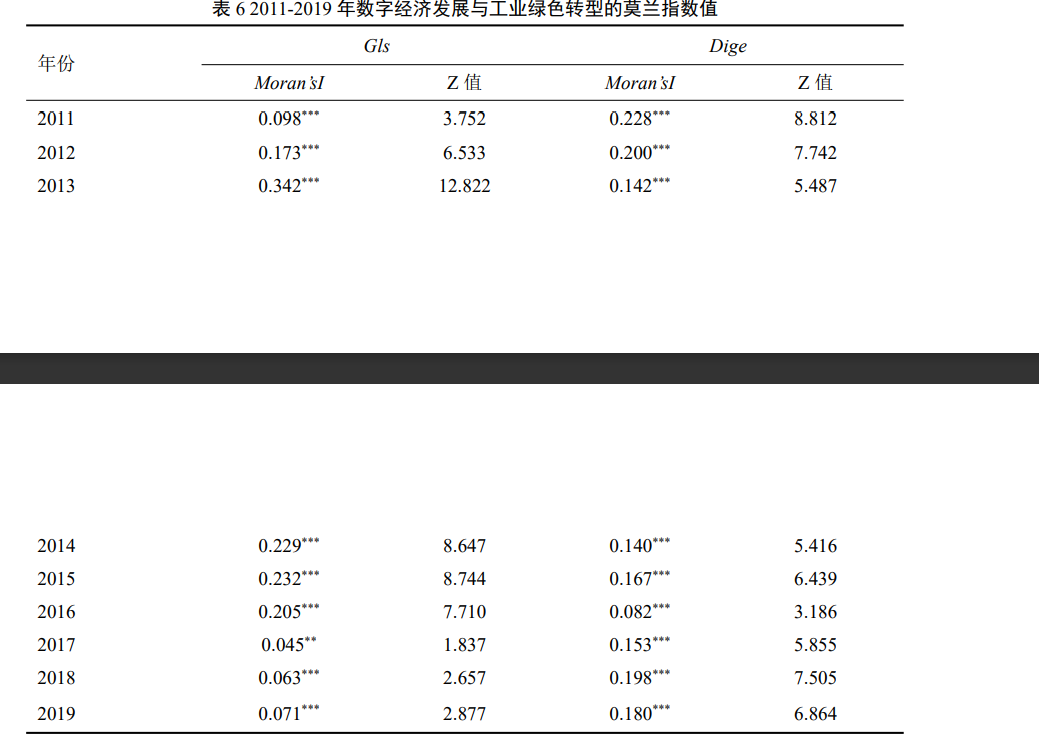 表 6 2011-2019 年数字经济发展与工业绿色转型的莫兰指数值
年份 Gls Dige
Moran’sI Z 值 Moran’sI Z 值
2011 0.098*** 3.752 0.228*** 8.812
2012 0.173*** 6.533 0.200*** 7.742
2013 0.342*** 12.822 0.142*** 5.487
2014 0.229*** 8.647 0.140*** 5.416
2015 0.232*** 8.744 0.167*** 6.439
2016 0.205*** 7.710 0.082*** 3.186
2017 0.045** 1.837 0.153*** 5.855
2018 0.063*** 2.657 0.198*** 7.505
2019 0.071*** 2.877 0.180*** 6.864